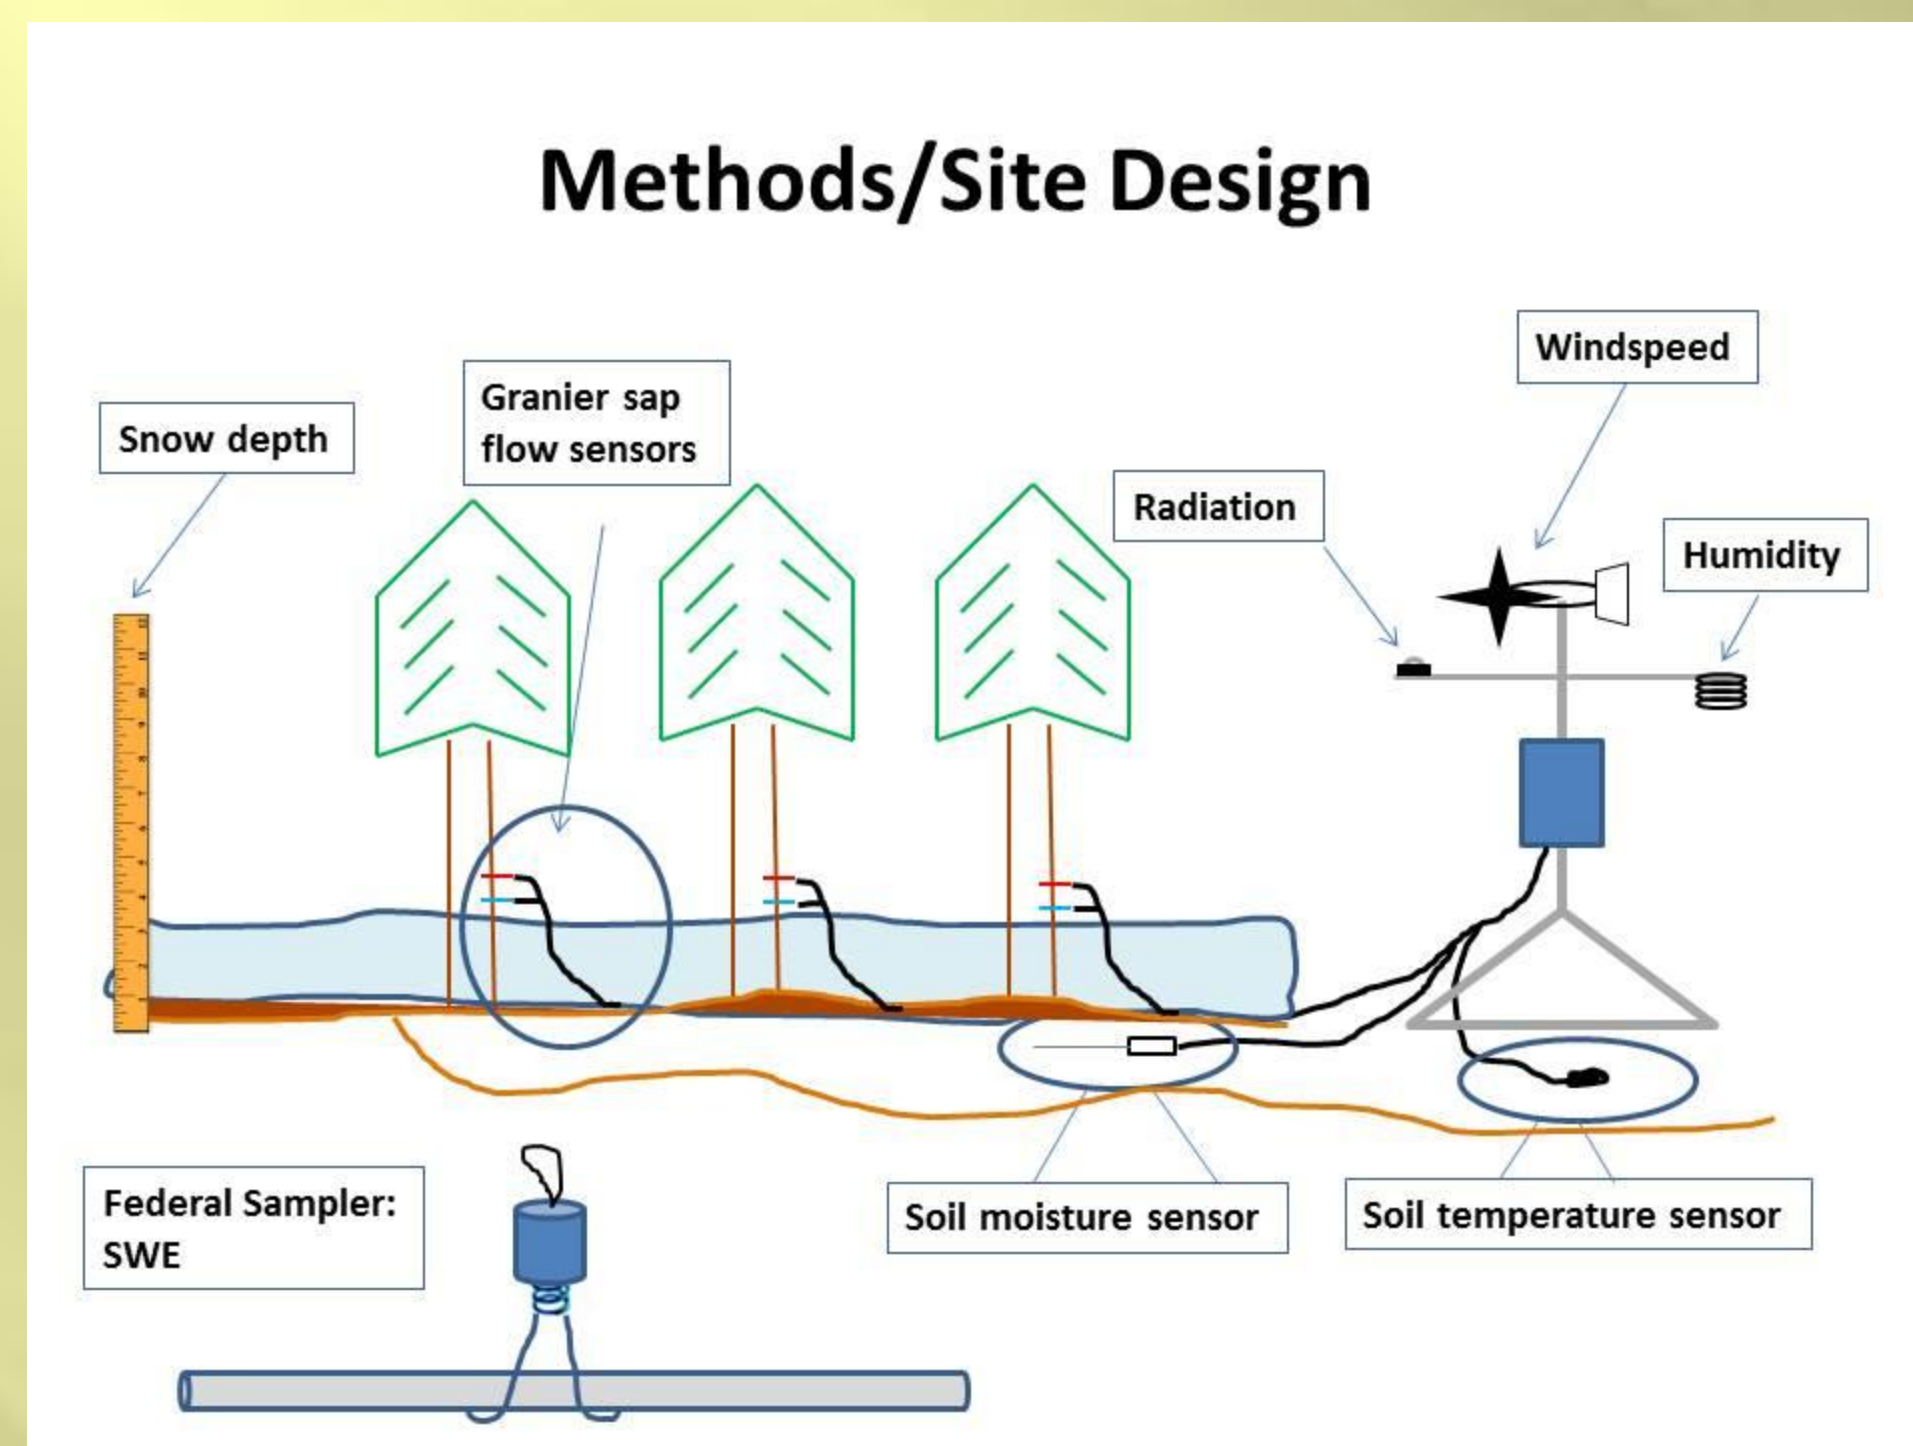 Methods/Site Design
Windspeed
Granier sap
flow sensors
Snow depth
Radiation
Humidity
Federal Sampler:
SWE
Soil moisture sensor
Soil temperature sensor